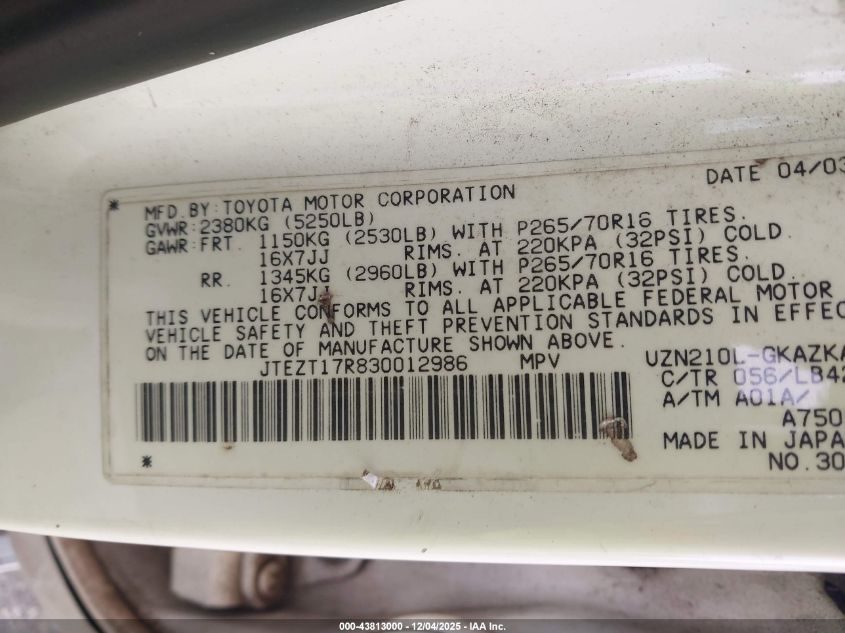 DATE 04/03
* MFD.BY:TOYOTA MOTOR CORPORATION
GVWR:2380KG (5250LB)
GAWR:FRT. 1150KG (2530LB) WITH P265/70R16 TIRES.
16X7JJ RIMS. AT 220KPA (32PSI) COLD.
RR. 1345KG (2960LB) WITH P265/70R16 TIRES.
16X7JJ RIMS. AT 220KPA (32PSI) COLD.
THIS VEHICLE CONFORMS TO ALL APPLICABLE FEDERAL MOTOR
VEHICLE SAFETY AND THEFT PREVENTION STANDARDS IN EFFEC
ON THE DATE OF MANUFACTURE SHOWN ABOVE.
JTEZT17R830012986 MPV UZN210L-GKAZKA
C/TR 056/LB42
A/TM A01A/
A750
MADE IN JAPA
* NO.30
000-43813000 - 12/04/2025 - IAA Inc.